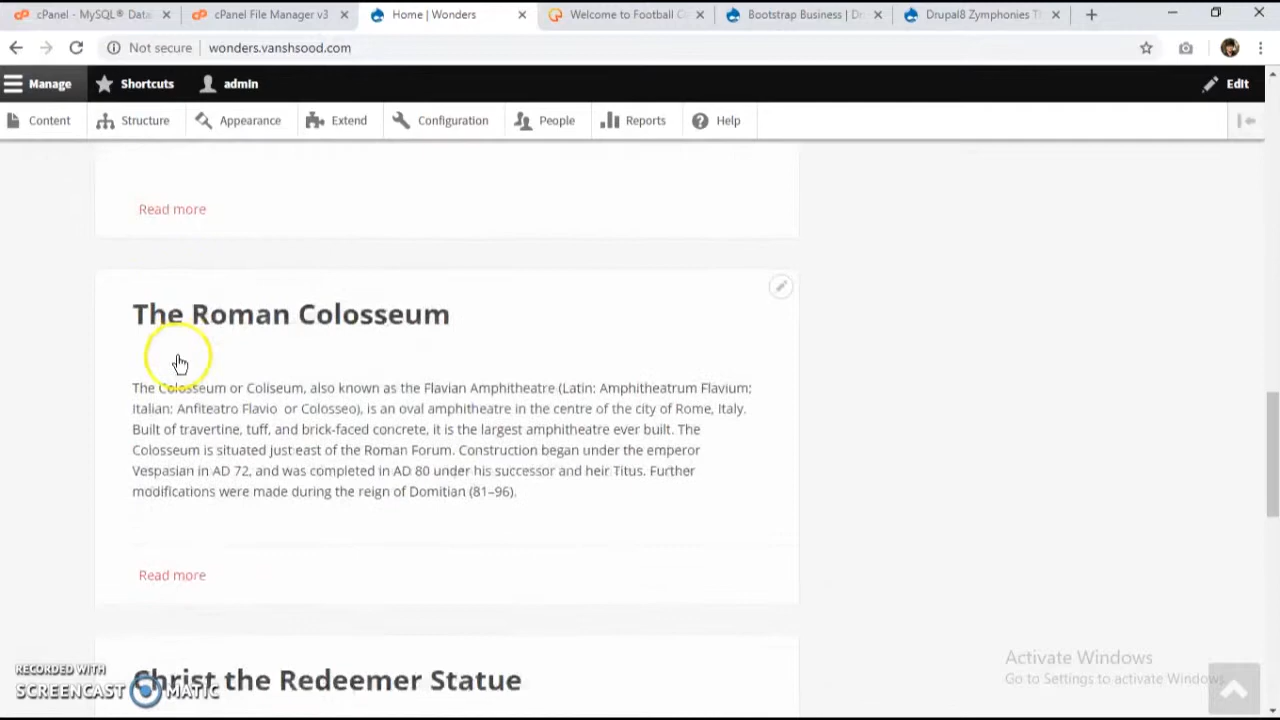 cPanel - MySQL® Data
cPanel File Manager v3
Home | Wonders
Welcome to Football C
Bootstrap Business | Dr
Drupal8 Zymphonies T
Not secure
wonders.vanshsood.com
Manage
Shortcuts
admin
Edit
Content
Structure
Appearance
Extend
Configuration
People
Reports
Help
Read more
The Roman Colosseum
The Colosseum or Coliseum, also known as the Flavian Amphitheatre (Latin: Amphitheatrum Flavium;
Italian: Anfiteatro Flavio or Colosseo), is an oval amphitheatre in the centre of the city of Rome, Italy.
Built of travertine, tuff, and brick-faced concrete, it is the largest amphitheatre ever built. The
Colosseum is situated just east of the Roman Forum. Construction began under the emperor
Vespasian in AD 72, and was completed in AD 80 under his successor and heir Titus. Further
modifications were made during the reign of Domitian (81–96).
Read more
Christ the Redeemer Statue
Activate Windows
Go to Settings to activate Windows.
RECORDED WITH
SCREENCAST MATIC